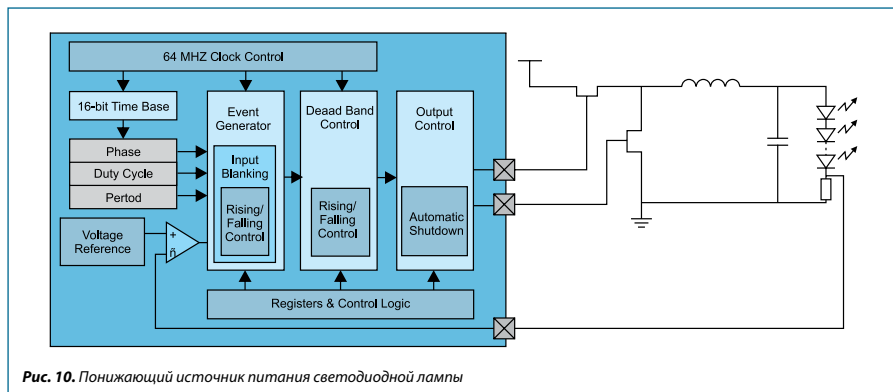 64 MHZ Clock Control
16-bit Time Base
Phase
Duty Cycle
Pertod
Voltage
Reference
+
ñ
Event
Generator
Input
Blanking
Rising/
Falling
Control
Deaad Band
Control
Rising/
Falling
Control
Output
Control
Automatic
Shutdown
Registers & Control Logic
Рис. 10. Понижающий источник питания светодиодной лампы